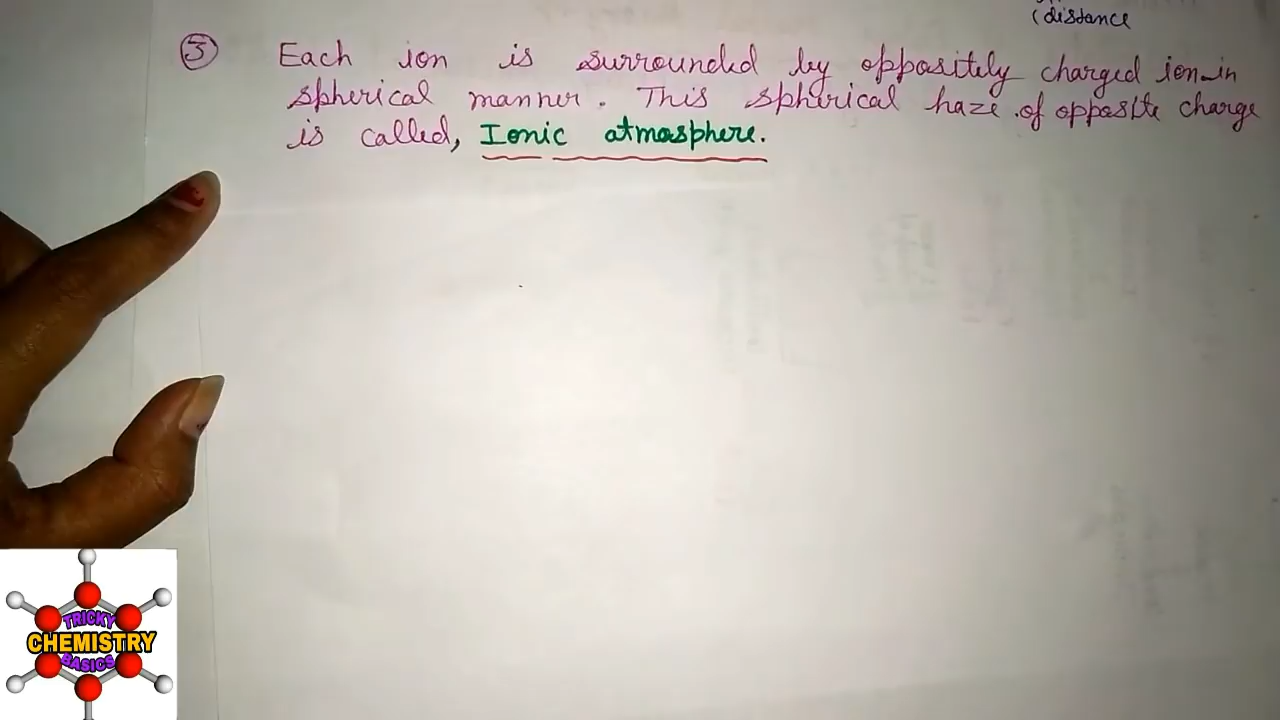 (distance
3 Each ion is surrounded by oppositely charged ion in
spherical manner. This spherical haze of opposite charge
is called, Ionic atmosphere.
TRICKY
CHEMISTRY
BASICS